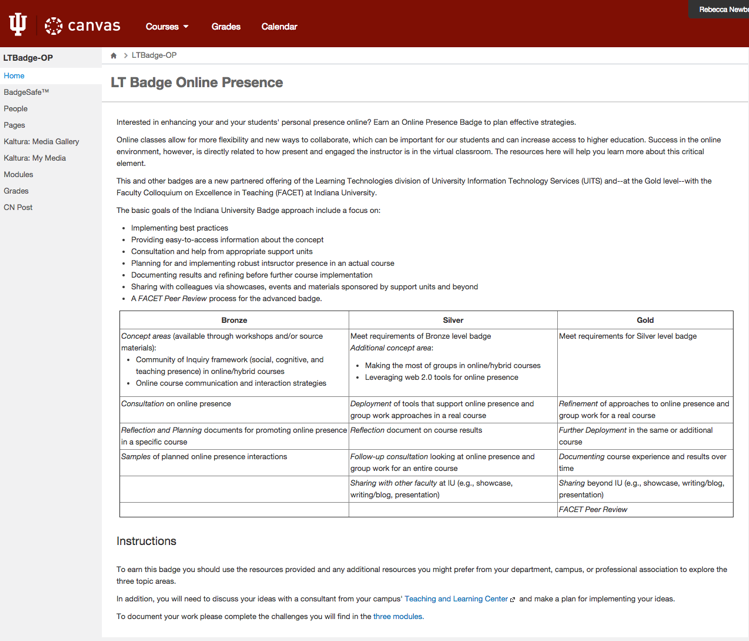 Rebecca Newbo
canvas
Courses
Grades
Calendar
LTBadge-OP
Home
BadgeSafe™
People
Pages
Kaltura: Media Gallery
Kaltura: My Media
Modules
Grades
CN Post
LTBadge-OP
LT Badge Online Presence
Interested in enhancing your and your students' personal presence online? Earn an Online Presence Badge to plan effective strategies.
Online classes allow for more flexibility and new ways to collaborate, which can be important for our students and can increase access to higher education. Success in the online
environment, however, is directly related to how present and engaged the instructor is in the virtual classroom. The resources here will help you learn more about this critical
element.
This and other badges are a new partnered offering of the Learning Technologies division of University Information Technology Services (UITS) and--at the Gold level--with the
Faculty Colloquium on Excellence in Teaching (FACET) at Indiana University.
The basic goals of the Indiana University Badge approach include a focus on:
• Implementing best practices
• Providing easy-to-access information about the concept
• Consultation and help from appropriate support units
• Planning for and implementing robust intsructor presence in an actual course
• Documenting results and refining before further course implementation
• Sharing with colleagues via showcases, events and materials sponsored by support units and beyond
• A FACET Peer Review process for the advanced badge.
Bronze
Silver
Gold
Concept areas (available through workshops and/or source
materials):
• Community of Inquiry framework (social, cognitive, and
teaching presence) in online/hybrid courses
• Online course communication and interaction strategies
Meet requirements of Bronze level badge
Additional concept area:
• Making the most of groups in online/hybrid courses
• Leveraging web 2.0 tools for online presence
Meet requirements for Silver level badge
Consultation on online presence
Deployment of tools that support online presence and
group work approaches in a real course
Refinement of approaches to online presence and
group work for a real course
Reflection and Planning documents for promoting online presence
in a specific course
Reflection document on course results
Further Deployment in the same or additional
course
Samples of planned online presence interactions
Follow-up consultation looking at online presence and
group work for an entire course
Documenting course experience and results over
time
Sharing with other faculty at IU (e.g., showcase,
writing/blog, presentation)
Sharing beyond IU (e.g., showcase, writing/blog,
presentation)
FACET Peer Review
Instructions
To earn this badge you should use the resources provided and any additional resources you might prefer from your department, campus, or professional association to explore the
three topic areas.
In addition, you will need to discuss your ideas with a consultant from your campus' Teaching and Learning Center and make a plan for implementing your ideas.
To document your work please complete the challenges you will find in the three modules.